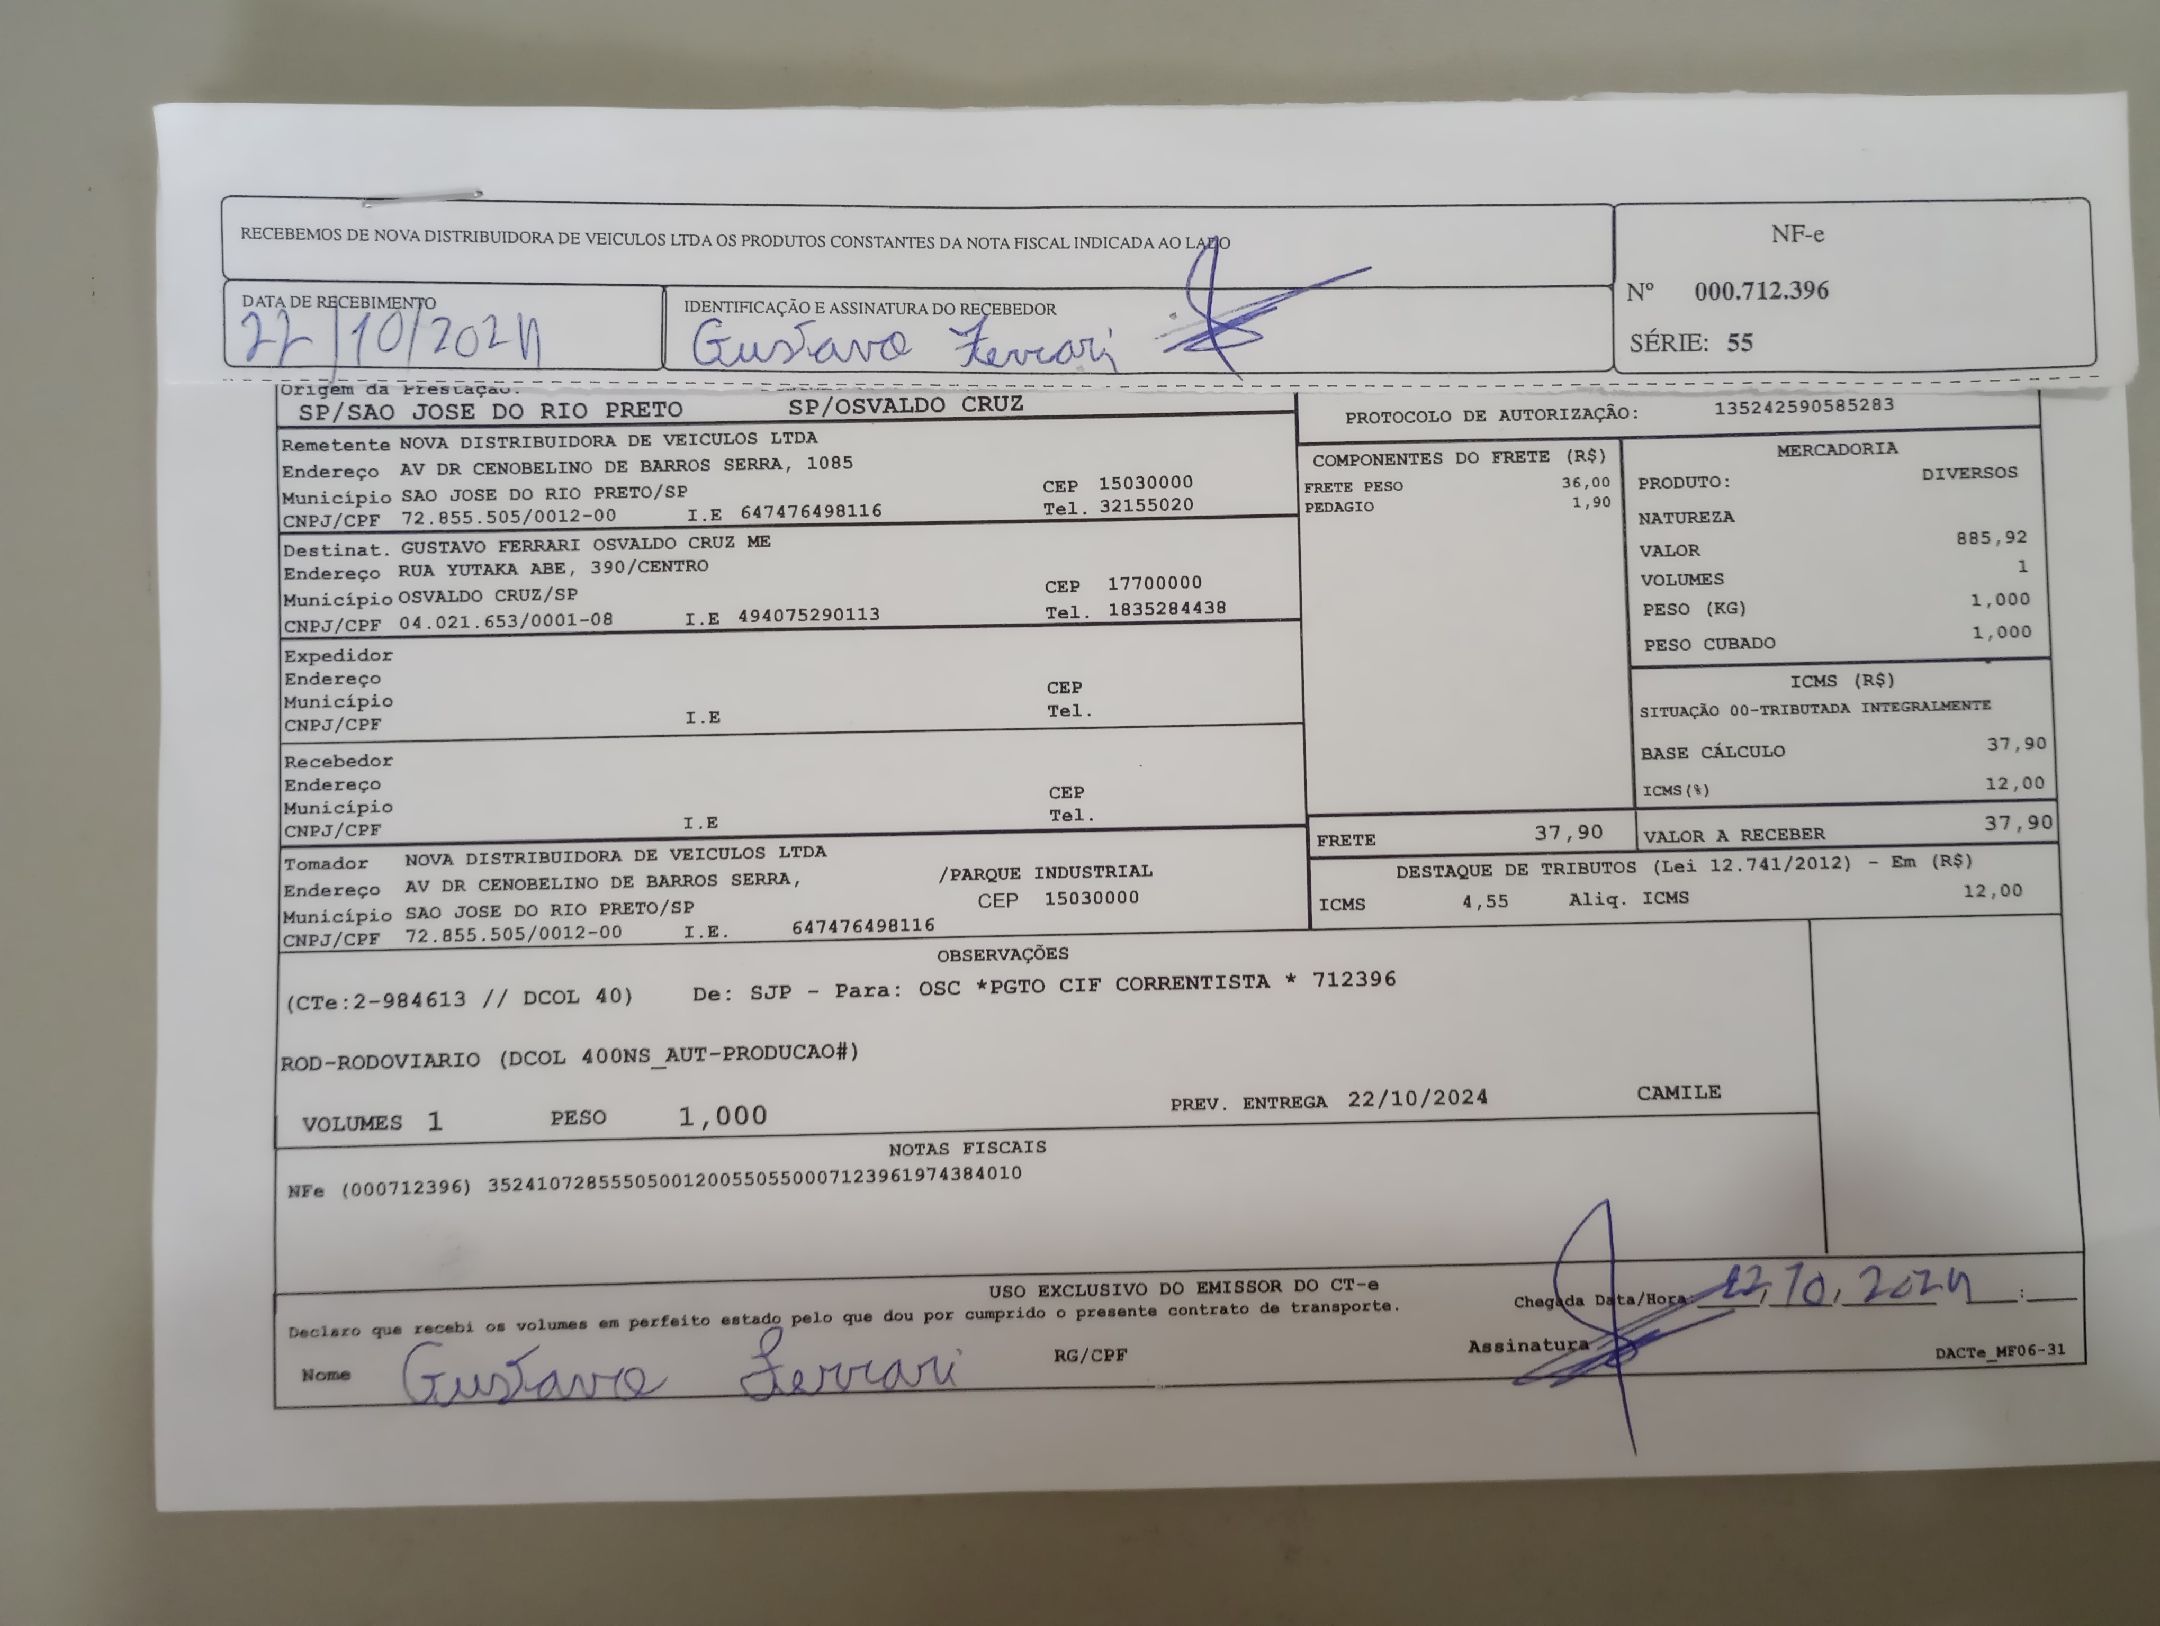 RECEBEMOS DE NOVA DISTRIBUIDORA DE VEICULOS LTDA OS PRODUTOS CONSTANTES DA NOTA FISCAL INDICADA AO LADO
NF-e
Nº 000.712.396
SÉRIE: 55
DATA DE RECEBIMENTO
22/10/2024
IDENTIFICAÇÃO E ASSINATURA DO RECEBEDOR
Gustavo Ferrari
Origem da Prestação:
SP/SAO JOSE DO RIO PRETO SP/OSVALDO CRUZ
PROTOCOLO DE AUTORIZAÇÃO: 135242590585283
Remetente NOVA DISTRIBUIDORA DE VEICULOS LTDA
Endereço AV DR CENOBELINO DE BARROS SERRA, 1085
Município SAO JOSE DO RIO PRETO/SP CEP 15030000
CNPJ/CPF 72.855.505/0012-00 I.E 647476498116 Tel. 32155020
Destinat. GUSTAVO FERRARI OSVALDO CRUZ ME
Endereço RUA YUTAKA ABE, 390/CENTRO
Município OSVALDO CRUZ/SP CEP 17700000
CNPJ/CPF 04.021.653/0001-08 I.E 494075290113 Tel. 1835284438
Expedidor
Endereço
Município CEP
CNPJ/CPF I.E Tel.
Recebedor
Endereço
Município CEP
CNPJ/CPF I.E Tel.
Tomador NOVA DISTRIBUIDORA DE VEICULOS LTDA
Endereço AV DR CENOBELINO DE BARROS SERRA, /PARQUE INDUSTRIAL
Município SAO JOSE DO RIO PRETO/SP CEP 15030000
CNPJ/CPF 72.855.505/0012-00 I.E. 647476498116
COMPONENTES DO FRETE (R$)
FRETE PESO 36,00
PEDAGIO 1,90
MERCADORIA
PRODUTO: DIVERSOS
NATUREZA
VALOR 885,92
VOLUMES 1
PESO (KG) 1,000
PESO CUBADO 1,000
ICMS (R$)
SITUAÇÃO 00-TRIBUTADA INTEGRALMENTE
BASE CÁLCULO 37,90
ICMS(%) 12,00
FRETE 37,90 VALOR A RECEBER 37,90
DESTAQUE DE TRIBUTOS (Lei 12.741/2012) - Em (R$)
ICMS 4,55 Aliq. ICMS 12,00
OBSERVAÇÕES
(CTe:2-984613 // DCOL 40) De: SJP - Para: OSC *PGTO CIF CORRENTISTA * 712396
ROD-RODOVIARIO (DCOL 400NS_AUT-PRODUCAO#)
VOLUMES 1 PESO 1,000 PREV. ENTREGA 22/10/2024 CAMILE
NOTAS FISCAIS
NFe (000712396) 35241072855505001200550550007123961974384010
USO EXCLUSIVO DO EMISSOR DO CT-e
Declaro que recebi os volumes em perfeito estado pelo que dou por cumprido o presente contrato de transporte.
Chegada Data/Hora: 22,10,2024 :
Nome Gustavo Ferrari RG/CPF Assinatura
DACTe_MF06-31